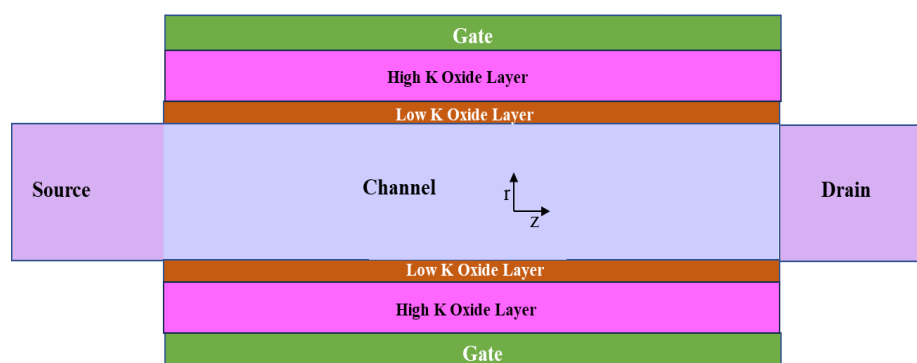 Gate
High K Oxide Layer
Low K Oxide Layer
Source
Channel
r
z
Drain
Low K Oxide Layer
High K Oxide Layer
Gate